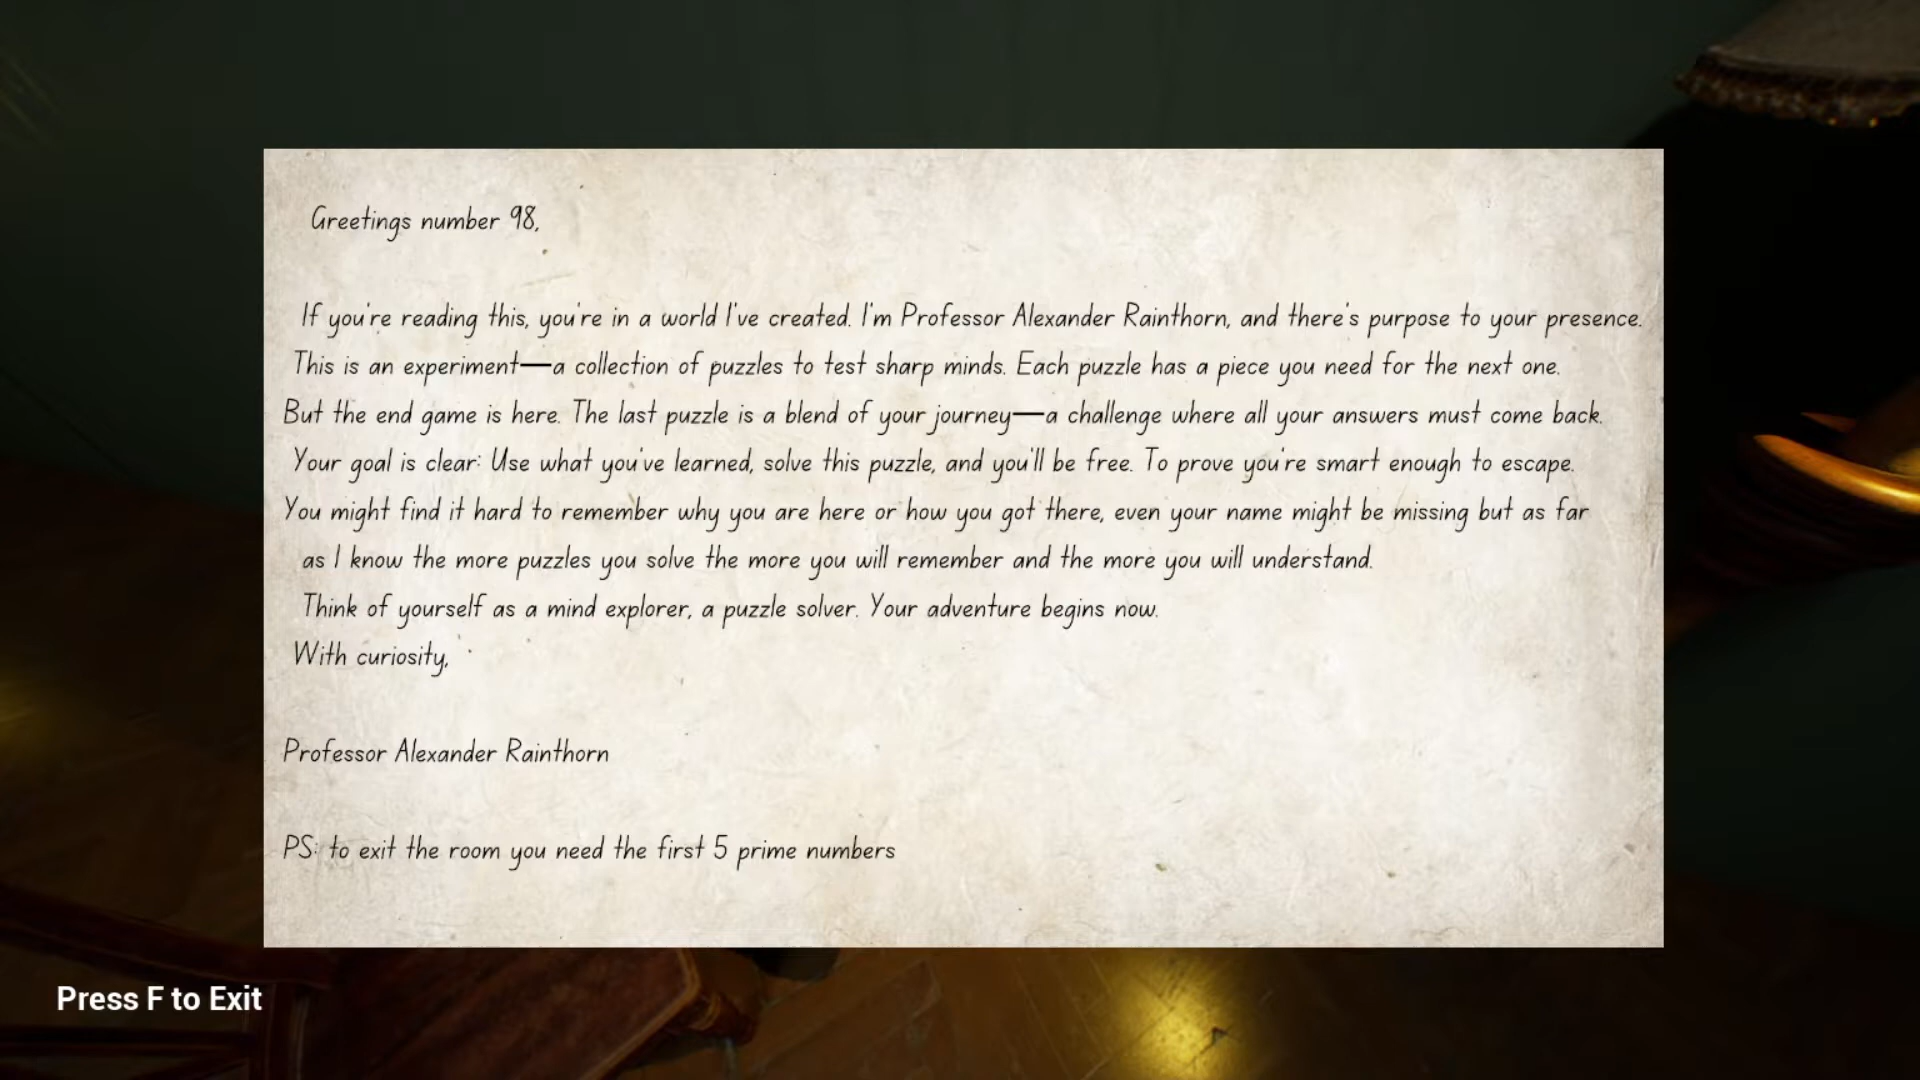 Greetings number 98,
If you're reading this, you're in a world I've created. I'm Professor Alexander Rainthorn, and there's purpose to your presence.
This is an experiment—a collection of puzzles to test sharp minds. Each puzzle has a piece you need for the next one.
But the end game is here. The last puzzle is a blend of your journey—a challenge where all your answers must come back.
Your goal is clear: Use what you've learned, solve this puzzle, and you'll be free. To prove you're smart enough to escape.
You might find it hard to remember why you are here or how you got there, even your name might be missing but as far
as I know the more puzzles you solve the more you will remember and the more you will understand.
Think of yourself as a mind explorer, a puzzle solver. Your adventure begins now.
With curiosity,
Professor Alexander Rainthorn
PS: to exit the room you need the first 5 prime numbers
Press F to Exit